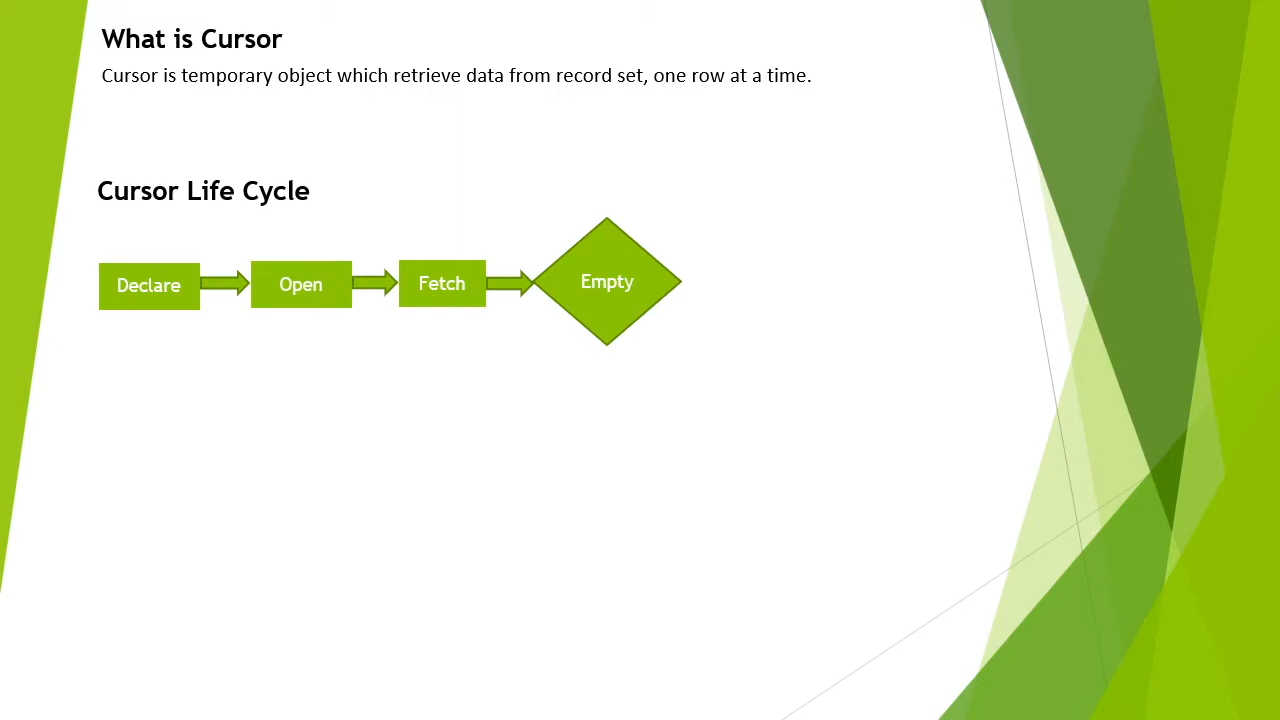 What is Cursor
Cursor is temporary object which retrieve data from record set, one row at a time.
Cursor Life Cycle
Declare
Open
Fetch
Empty